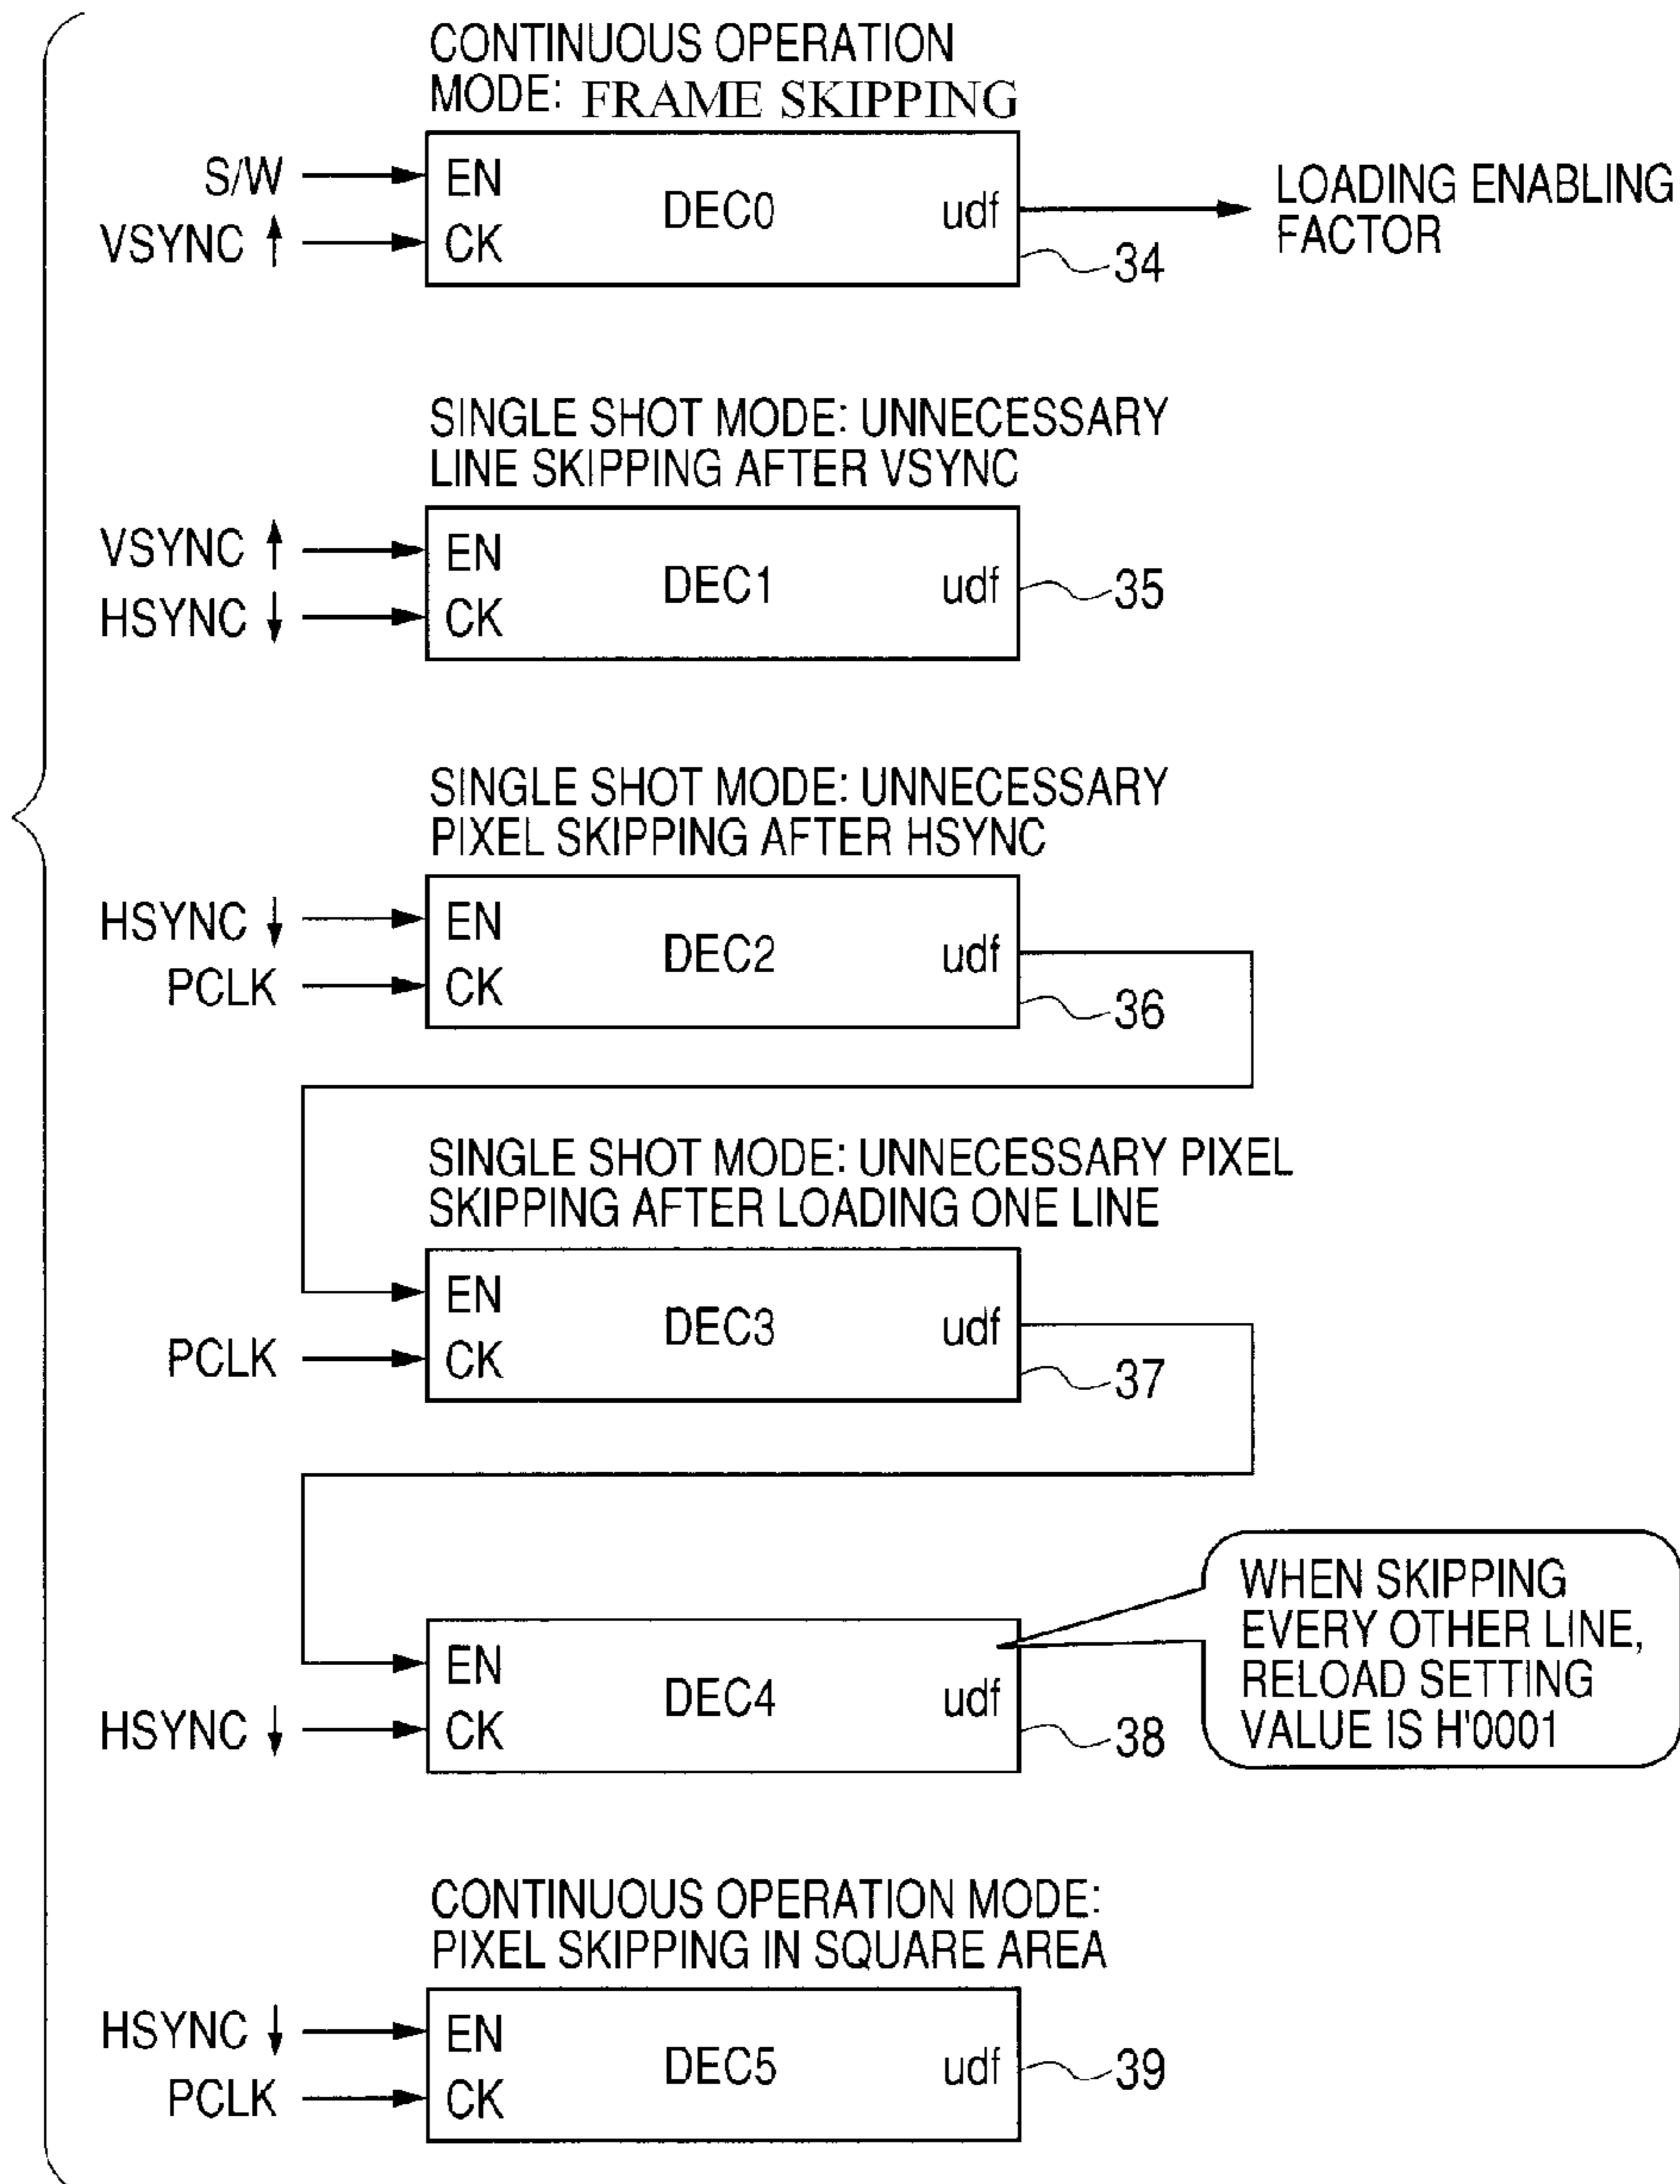 CONTINUOUS OPERATION
MODE: FRAME SKIPPING
S/W
EN
VSYNC ↑
CK
DEC0
udf
34
LOADING ENABLING
FACTOR
SINGLE SHOT MODE: UNNECESSARY
LINE SKIPPING AFTER VSYNC
VSYNC ↑
EN
HSYNC ↓
CK
DEC1
udf
35
SINGLE SHOT MODE: UNNECESSARY
PIXEL SKIPPING AFTER HSYNC
HSYNC ↓
EN
PCLK
CK
DEC2
udf
36
SINGLE SHOT MODE: UNNECESSARY PIXEL
SKIPPING AFTER LOADING ONE LINE
EN
PCLK
CK
DEC3
udf
37
EN
HSYNC ↓
CK
DEC4
udf
38
WHEN SKIPPING
EVERY OTHER LINE,
RELOAD SETTING
VALUE IS H'0001
CONTINUOUS OPERATION MODE:
PIXEL SKIPPING IN SQUARE AREA
HSYNC ↓
EN
PCLK
CK
DEC5
udf
39